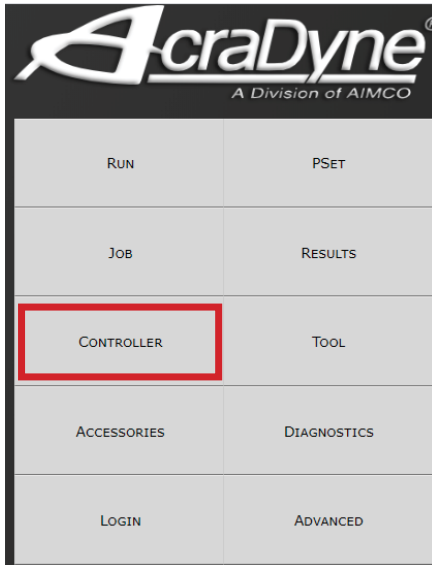 AcraDyne®
A Division of AIMCO
Run PSet
Job Results
Controller Tool
Accessories Diagnostics
Login Advanced